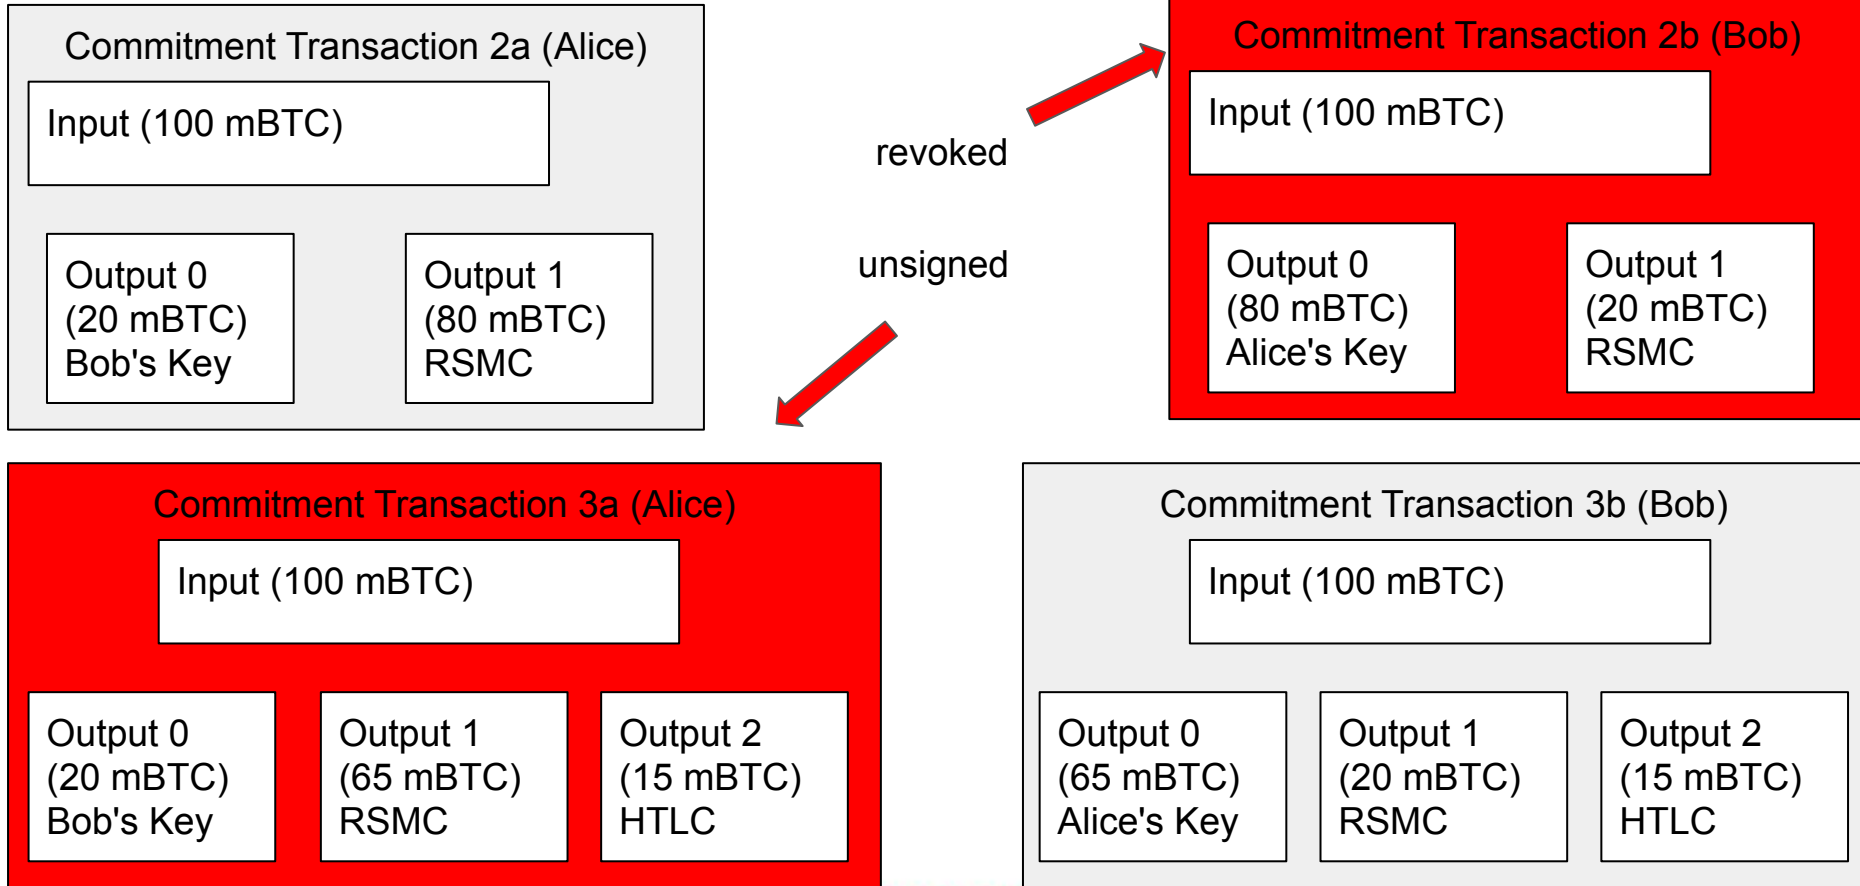 Commitment Transaction 2a (Alice)
Input (100 mBTC)
Output 0
(20 mBTC)
Bob's Key
Output 1
(80 mBTC)
RSMC
revoked
unsigned
Commitment Transaction 2b (Bob)
Input (100 mBTC)
Output 0
(80 mBTC)
Alice's Key
Output 1
(20 mBTC)
RSMC
Commitment Transaction 3a (Alice)
Input (100 mBTC)
Output 0
(20 mBTC)
Bob's Key
Output 1
(65 mBTC)
RSMC
Output 2
(15 mBTC)
HTLC
Commitment Transaction 3b (Bob)
Input (100 mBTC)
Output 0
(65 mBTC)
Alice's Key
Output 1
(20 mBTC)
RSMC
Output 2
(15 mBTC)
HTLC